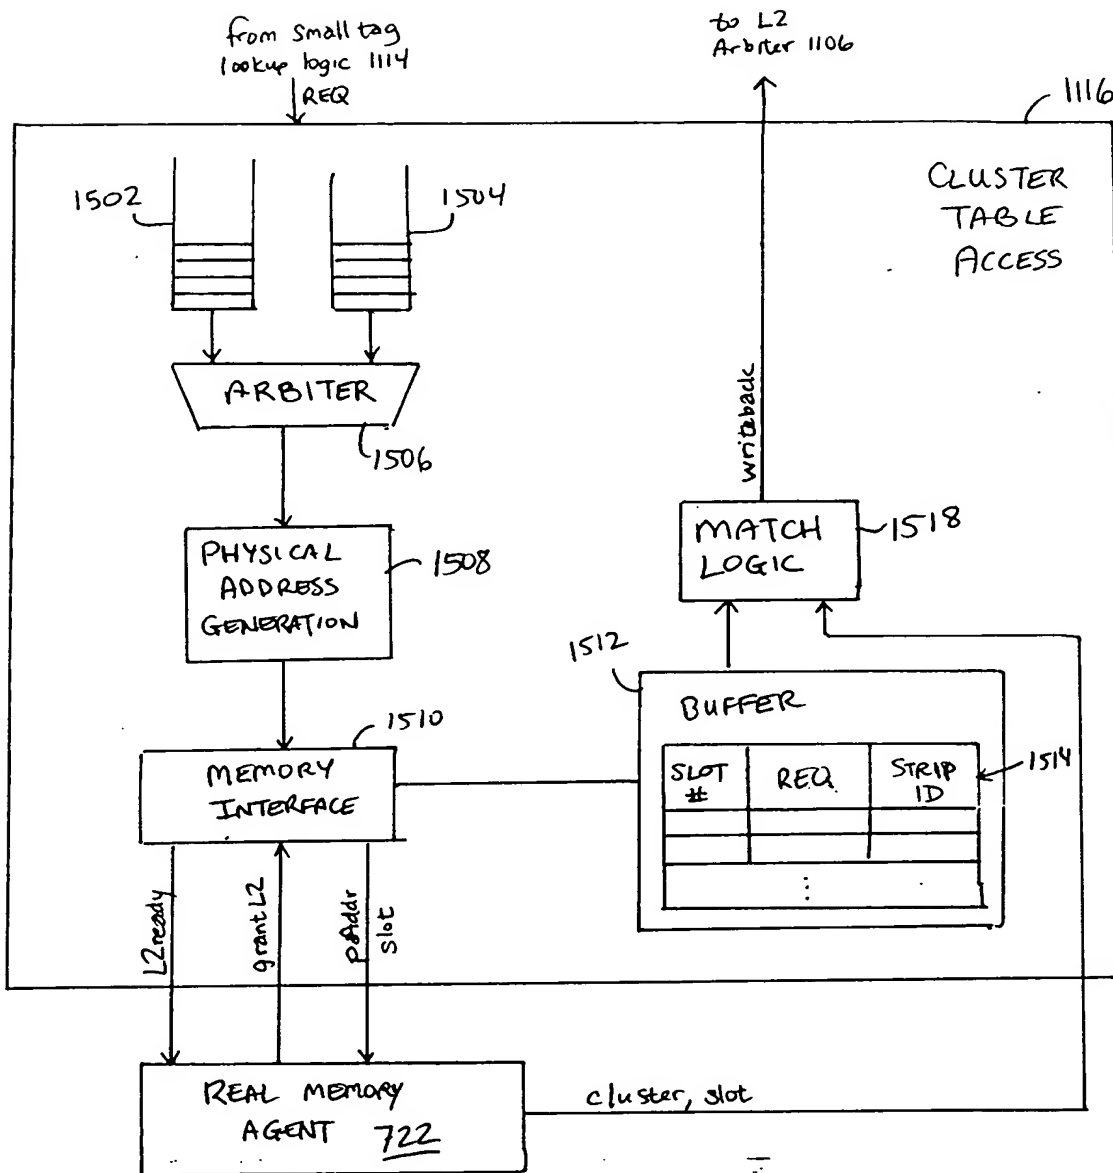 from small tag
lookup logic 1114
REQ
to L2
Arbiter 1106
1116
CLUSTER
TABLE
ACCESS
1502
1504
ARBITER
1506
PHYSICAL
ADDRESS
GENERATION
1508
writeback
MATCH
LOGIC
1518
1512
BUFFER
SLOT
#
REQ
STRIP
ID
1514
1510
MEMORY
INTERFACE
L2ready
grantL2
pAddr
slot
REAL MEMORY
AGENT 722
cluster, slot